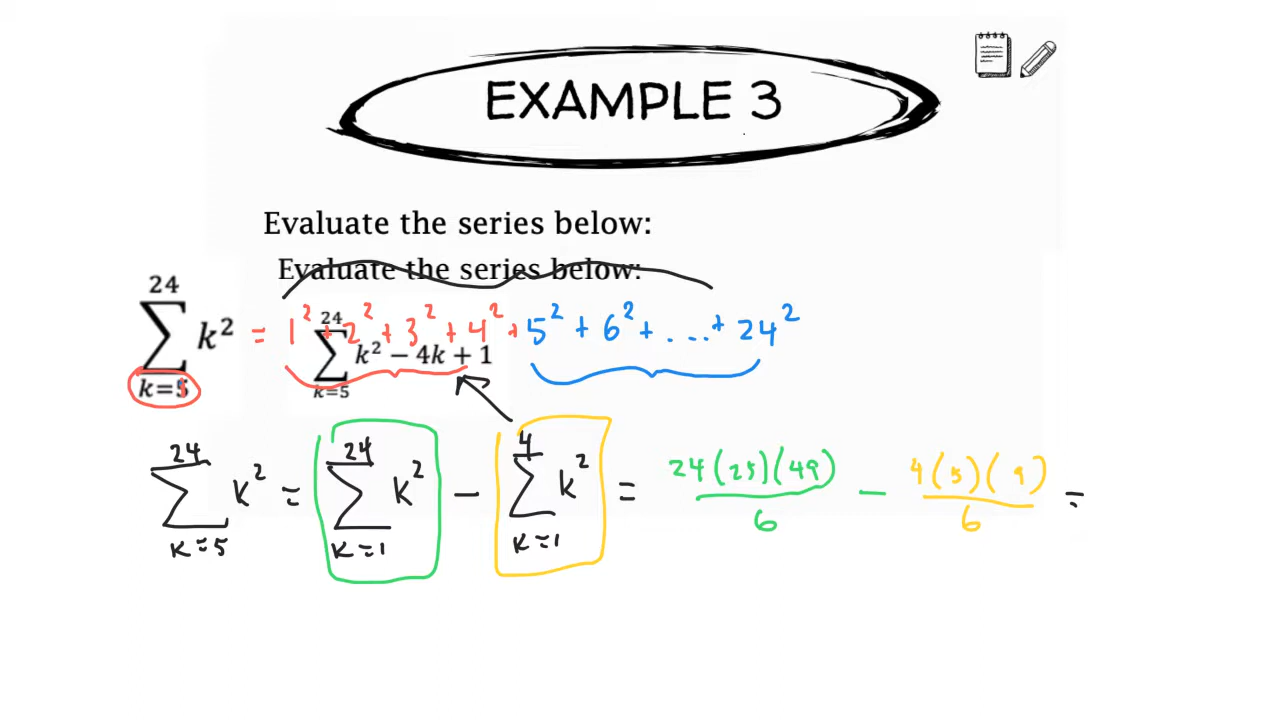 EXAMPLE 3
Evaluate the series below:
Evaluate the series below:
24
∑ k² = 1² + 2² + 3² + 4² + 5² + 6² + . ... + 24²
k=5
24
∑ k² − 4k + 1
k=5
24 24 4
∑ k² = ∑ k² − ∑ k² = 24(25)(49)/6 − 4(5)(9)/6 =
k=5 k=1 k=1